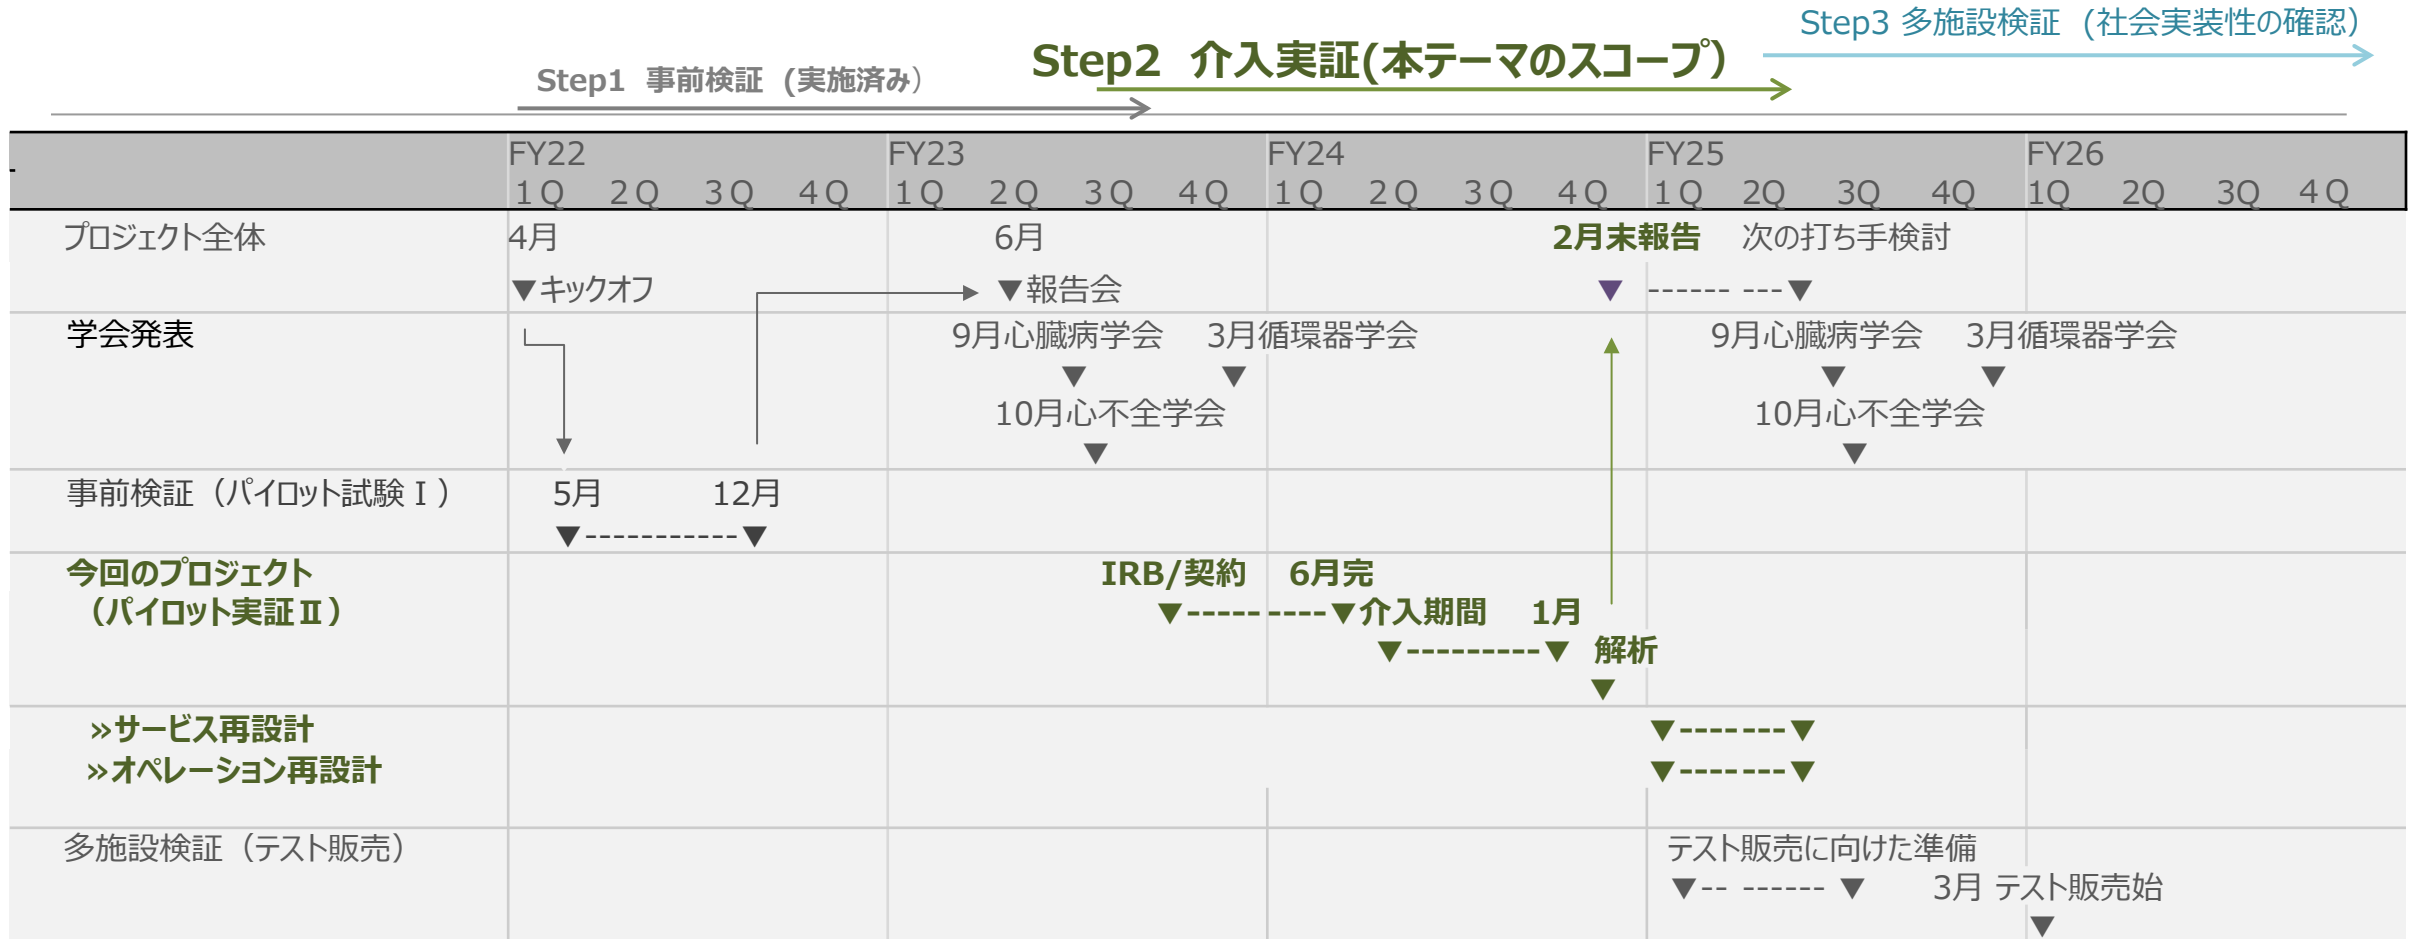 Step3 多施設検証 (社会実装性の確認)
Step2 介入実証(本テーマのスコープ)
Step1 事前検証 (実施済み)
FY22 FY23 FY24 FY25 FY26
1Q 2Q 3Q 4Q 1Q 2Q 3Q 4Q 1Q 2Q 3Q 4Q 1Q 2Q 3Q 4Q 1Q 2Q 3Q 4Q
プロジェクト全体 4月 6月 2月末報告 次の打ち手検討
▼キックオフ ▼報告会 ▼ ------ ---▼
学会発表 9月心臓病学会 3月循環器学会 9月心臓病学会 3月循環器学会
▼ ▼ ▼ ▼
10月心不全学会 10月心不全学会
▼ ▼
事前検証（パイロット試験Ⅰ） 5月 12月
▼-----------▼
今回のプロジェクト IRB/契約 6月完
（パイロット実証Ⅱ） ▼----- ----▼介入期間 1月
▼---------▼ 解析
▼
»サービス再設計 ▼-------▼
»オペレーション再設計 ▼-------▼
多施設検証（テスト販売） テスト販売に向けた準備
▼-- ------ ▼ 3月 テスト販売始
▼